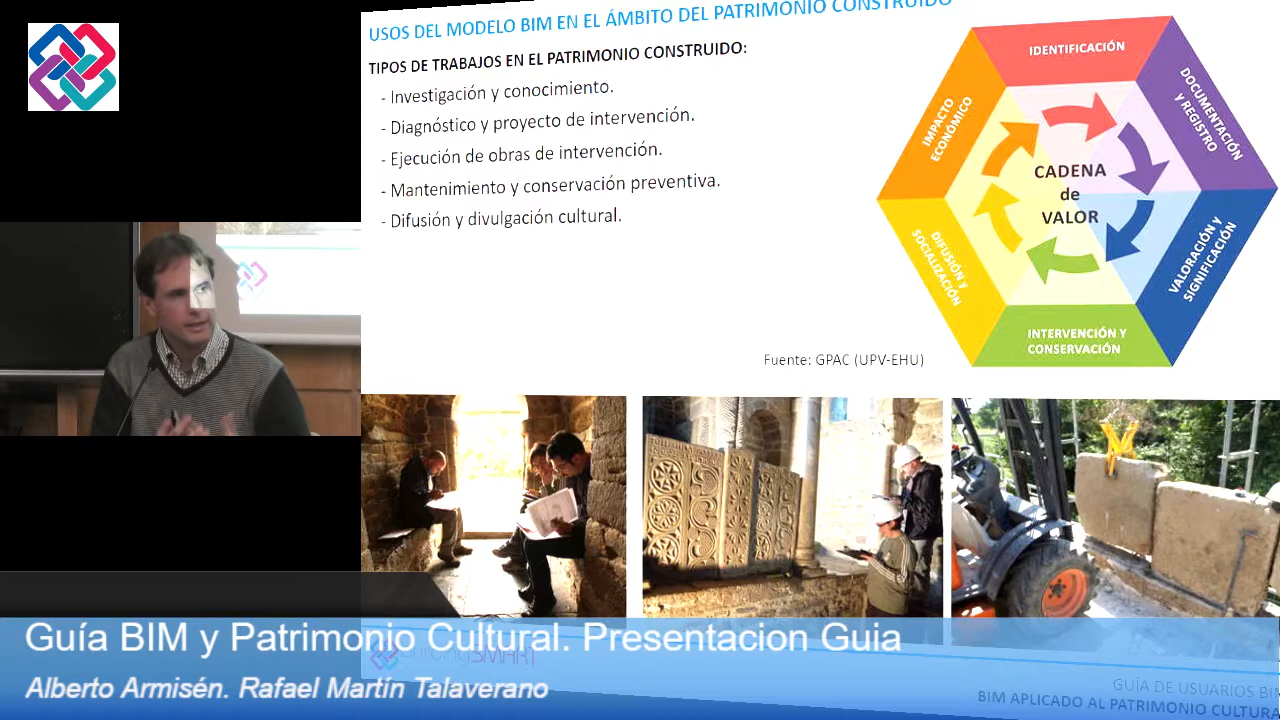 USOS DEL MODELO BIM EN EL ÁMBITO DEL PATRIMONIO CONSTRUIDO
TIPOS DE TRABAJOS EN EL PATRIMONIO CONSTRUIDO:
- Investigación y conocimiento.
- Diagnóstico y proyecto de intervención.
- Ejecución de obras de intervención.
- Mantenimiento y conservación preventiva.
- Difusión y divulgación cultural.
IDENTIFICACIÓN
DOCUMENTACIÓN
Y REGISTRO
VALORACIÓN Y
SIGNIFICACIÓN
INTERVENCIÓN Y
CONSERVACIÓN
DIFUSIÓN Y
SOCIALIZACIÓN
IMPACTO
ECONÓMICO
CADENA
de
VALOR
Fuente: GPAC (UPV-EHU)
Guía BIM y Patrimonio Cultural. Presentacion Guia
Alberto Armisén. Rafael Martín Talaverano
buildingSMART
GUÍA DE USUARIOS BIM
BIM APLICADO AL PATRIMONIO CULTURA